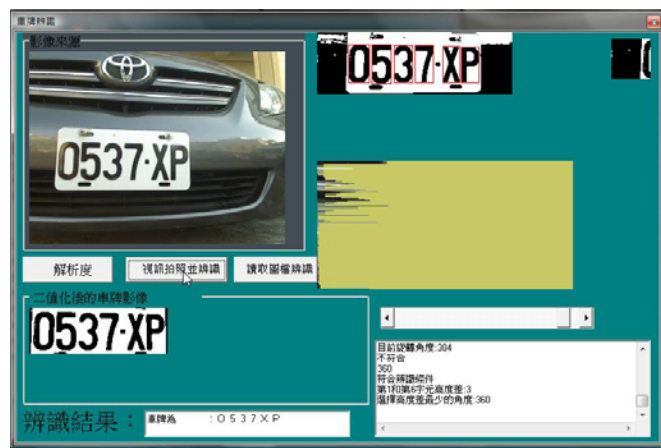 車牌辨識
影像來源
0537-XP
0537-XP
解析度
視訊拍照並辨識
讀取圖檔辨識
二值化後的車牌影像
0537-XP
目前旋轉角度:304
不符合
360
符合辨識條件
第1和第6字元高度差:3
選擇高度差最少的角度:360
辨識結果：
車牌為 :0537XP